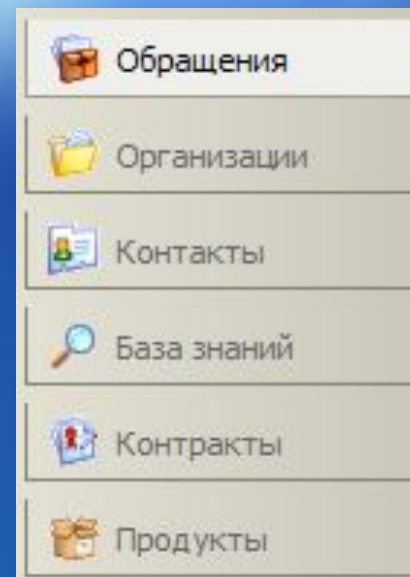 Обращения
Организации
Контакты
База знаний
Контракты
Продукты